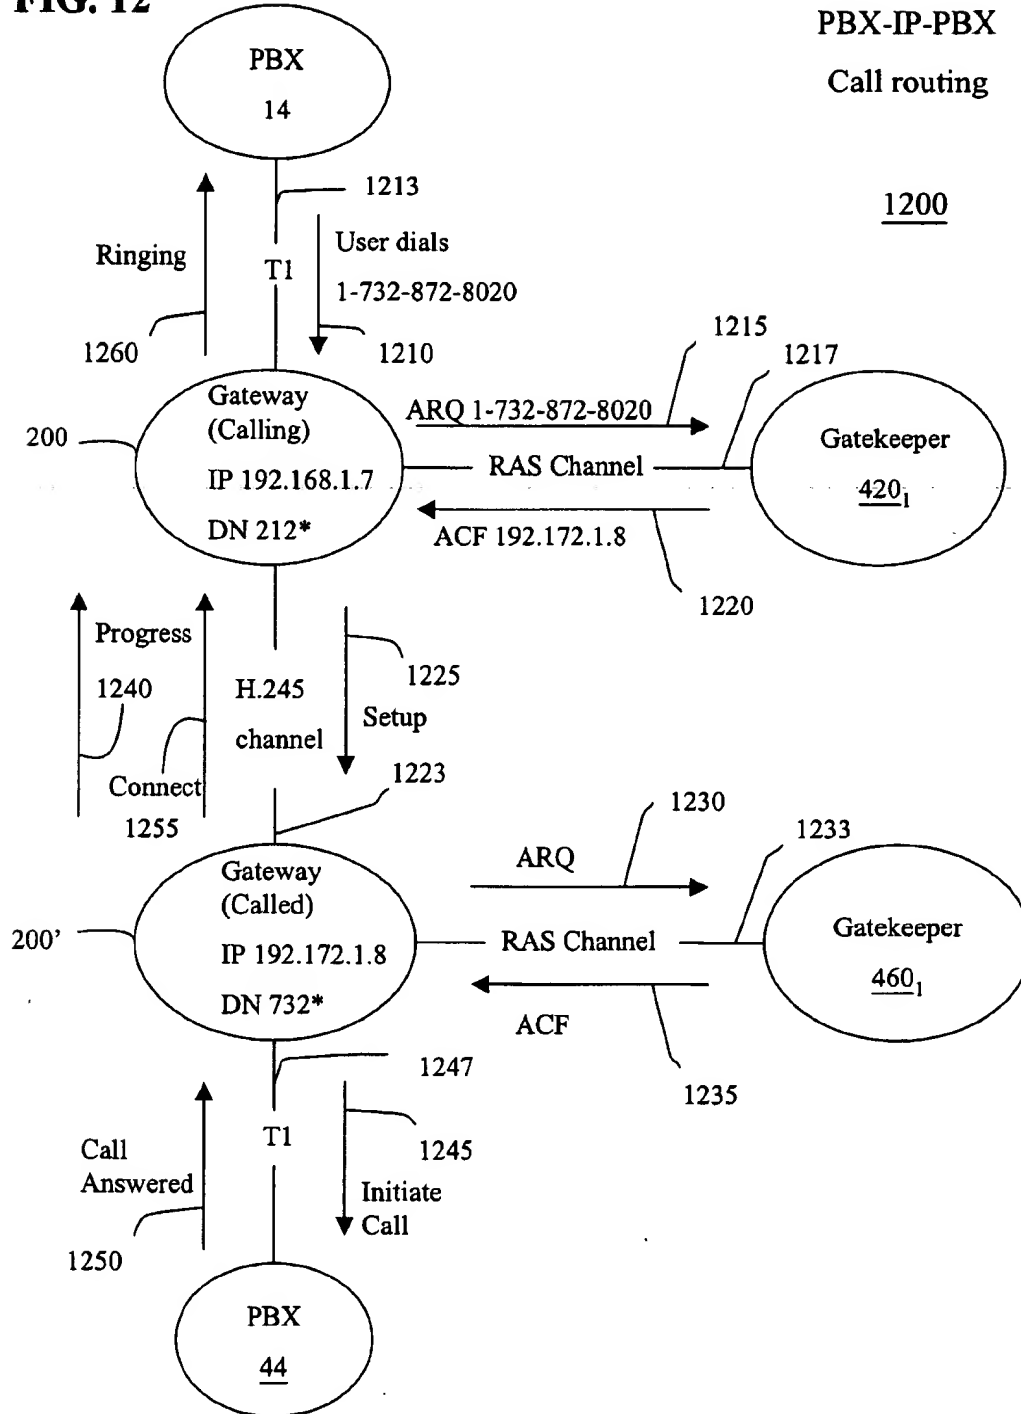 FIG. 12
PBX-IP-PBX
Call routing
1200
PBX
14
1213
Ringing
T1
User dials
1-732-872-8020
1260
1210
1215
1217
200
Gateway
(Calling)
IP 192.168.1.7
DN 212*
ARQ 1-732-872-8020
RAS Channel
ACF 192.172.1.8
Gatekeeper
420₁
1220
Progress
1240
H.245
channel
1225
Setup
Connect
1255
1223
1230
1233
200’
Gateway
(Called)
IP 192.172.1.8
DN 732*
ARQ
RAS Channel
ACF
Gatekeeper
460₁
1235
1247
T1
1245
Call
Answered
Initiate
Call
1250
PBX
44